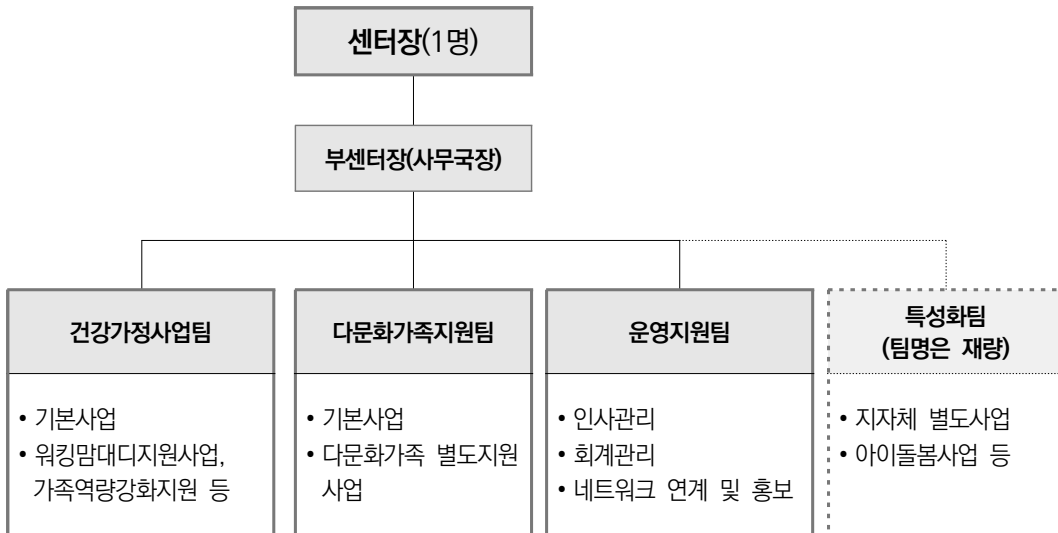 센터장(1명)
부센터장(사무국장)
건강가정사업팀
• 기본사업
• 워킹맘대디지원사업,
가족역량강화지원 등
다문화가족지원팀
• 기본사업
• 다문화가족 별도지원
사업
운영지원팀
• 인사관리
• 회계관리
• 네트워크 연계 및 홍보
특성화팀
(팀명은 재량)
• 지자체 별도사업
• 아이돌봄사업 등